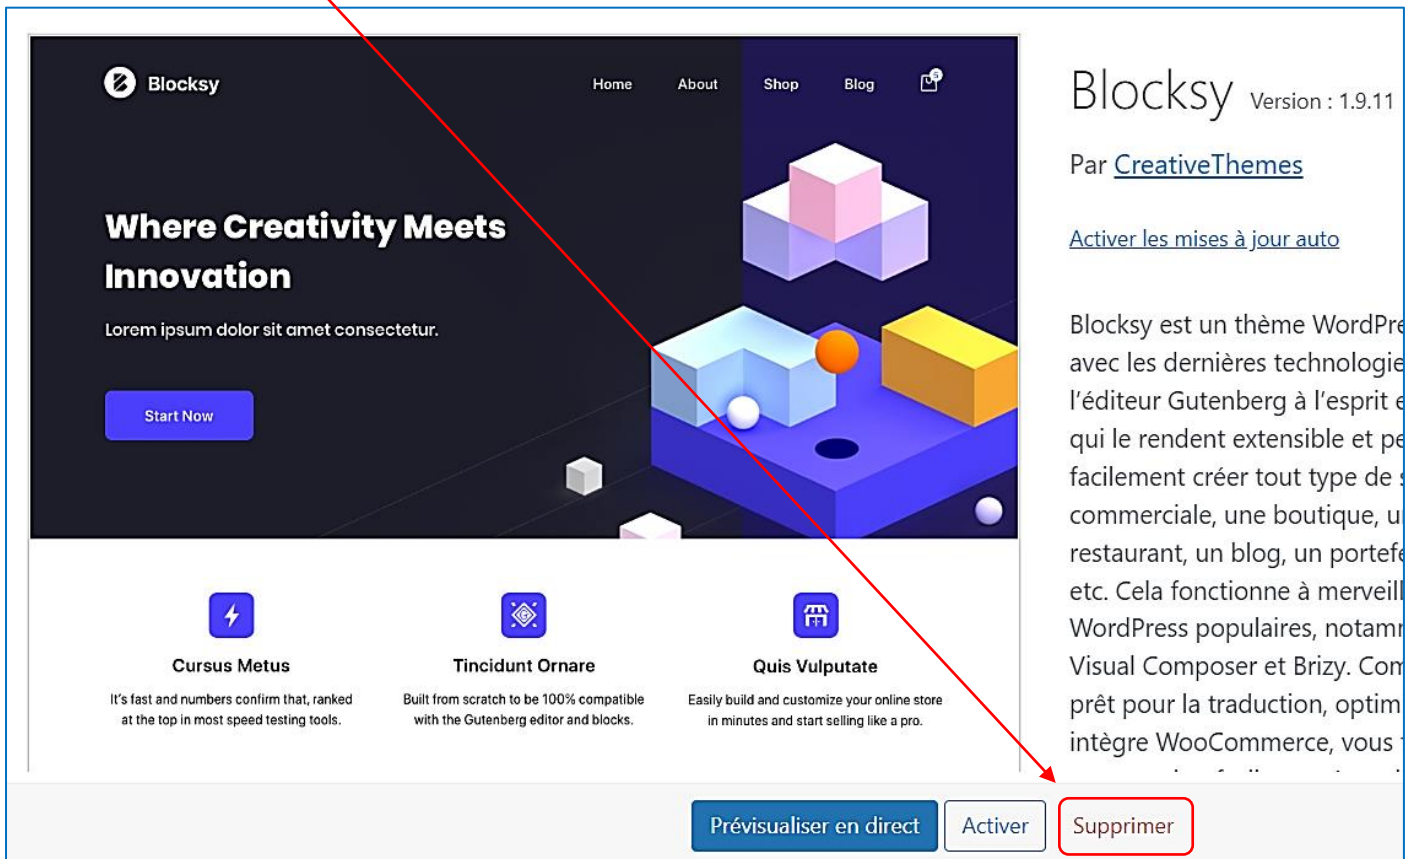 Blocksy
Home About Shop Blog 5
Where Creativity Meets
Innovation
Lorem ipsum dolor sit amet consectetur.
Start Now
Cursus Metus
It's fast and numbers confirm that, ranked
at the top in most speed testing tools.
Tincidunt Ornare
Built from scratch to be 100% compatible
with the Gutenberg editor and blocks.
Quis Vulputate
Easily build and customize your online store
in minutes and start selling like a pro.
Blocksy Version : 1.9.11
Par CreativeThemes
Activer les mises à jour auto
Blocksy est un thème WordPre
avec les dernières technologie
l'éditeur Gutenberg à l'esprit e
qui le rendent extensible et pe
facilement créer tout type de
commerciale, une boutique, u
restaurant, un blog, un portefe
etc. Cela fonctionne à merveill
WordPress populaires, notam
Visual Composer et Brizy. Com
prêt pour la traduction, optim
intègre WooCommerce, vous
Prévisualiser en direct Activer Supprimer